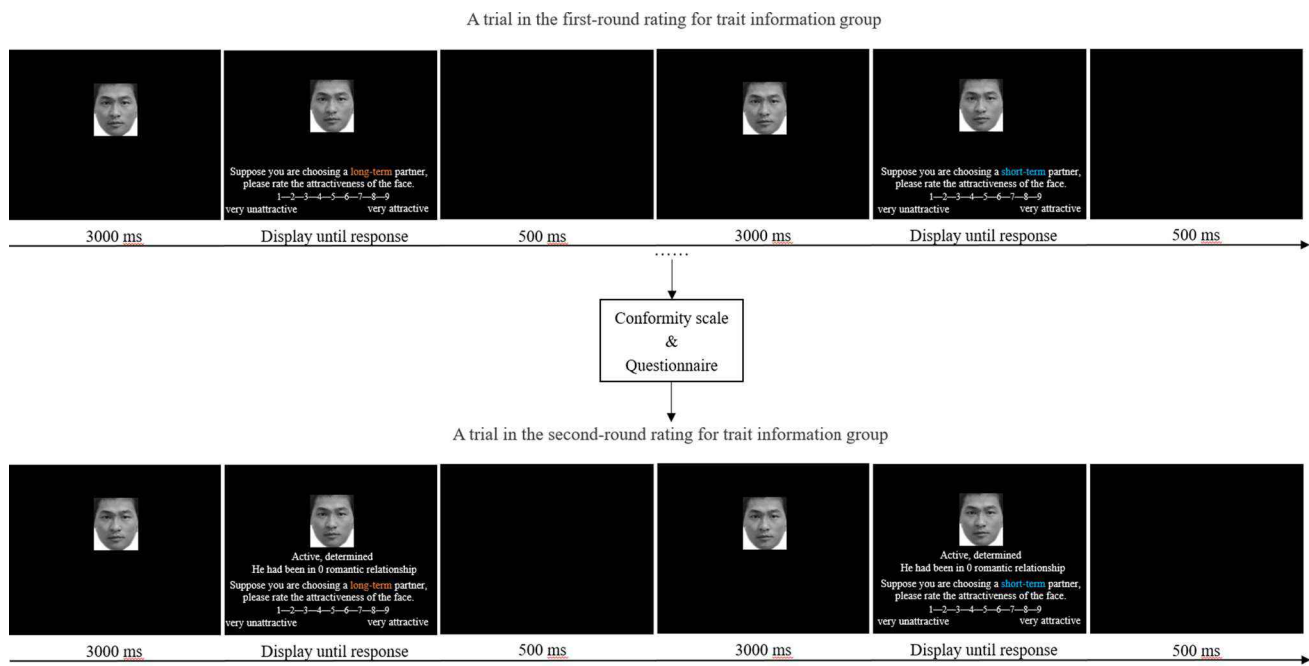 A trial in the first-round rating for trait information group
Suppose you are choosing a long-term partner,
please rate the attractiveness of the face.
1—2—3—4—5—6—7—8—9
very unattractive very attractive
Suppose you are choosing a short-term partner,
please rate the attractiveness of the face.
1—2—3—4—5—6—7—8—9
very unattractive very attractive
3000 ms Display until response 500 ms 3000 ms Display until response 500 ms
......
Conformity scale
&
Questionnaire
A trial in the second-round rating for trait information group
Active, determined
He had been in 0 romantic relationship
Suppose you are choosing a long-term partner,
please rate the attractiveness of the face.
1—2—3—4—5—6—7—8—9
very unattractive very attractive
Active, determined
He had been in 0 romantic relationship
Suppose you are choosing a short-term partner,
please rate the attractiveness of the face.
1—2—3—4—5—6—7—8—9
very unattractive very attractive
3000 ms Display until response 500 ms 3000 ms Display until response 500 ms